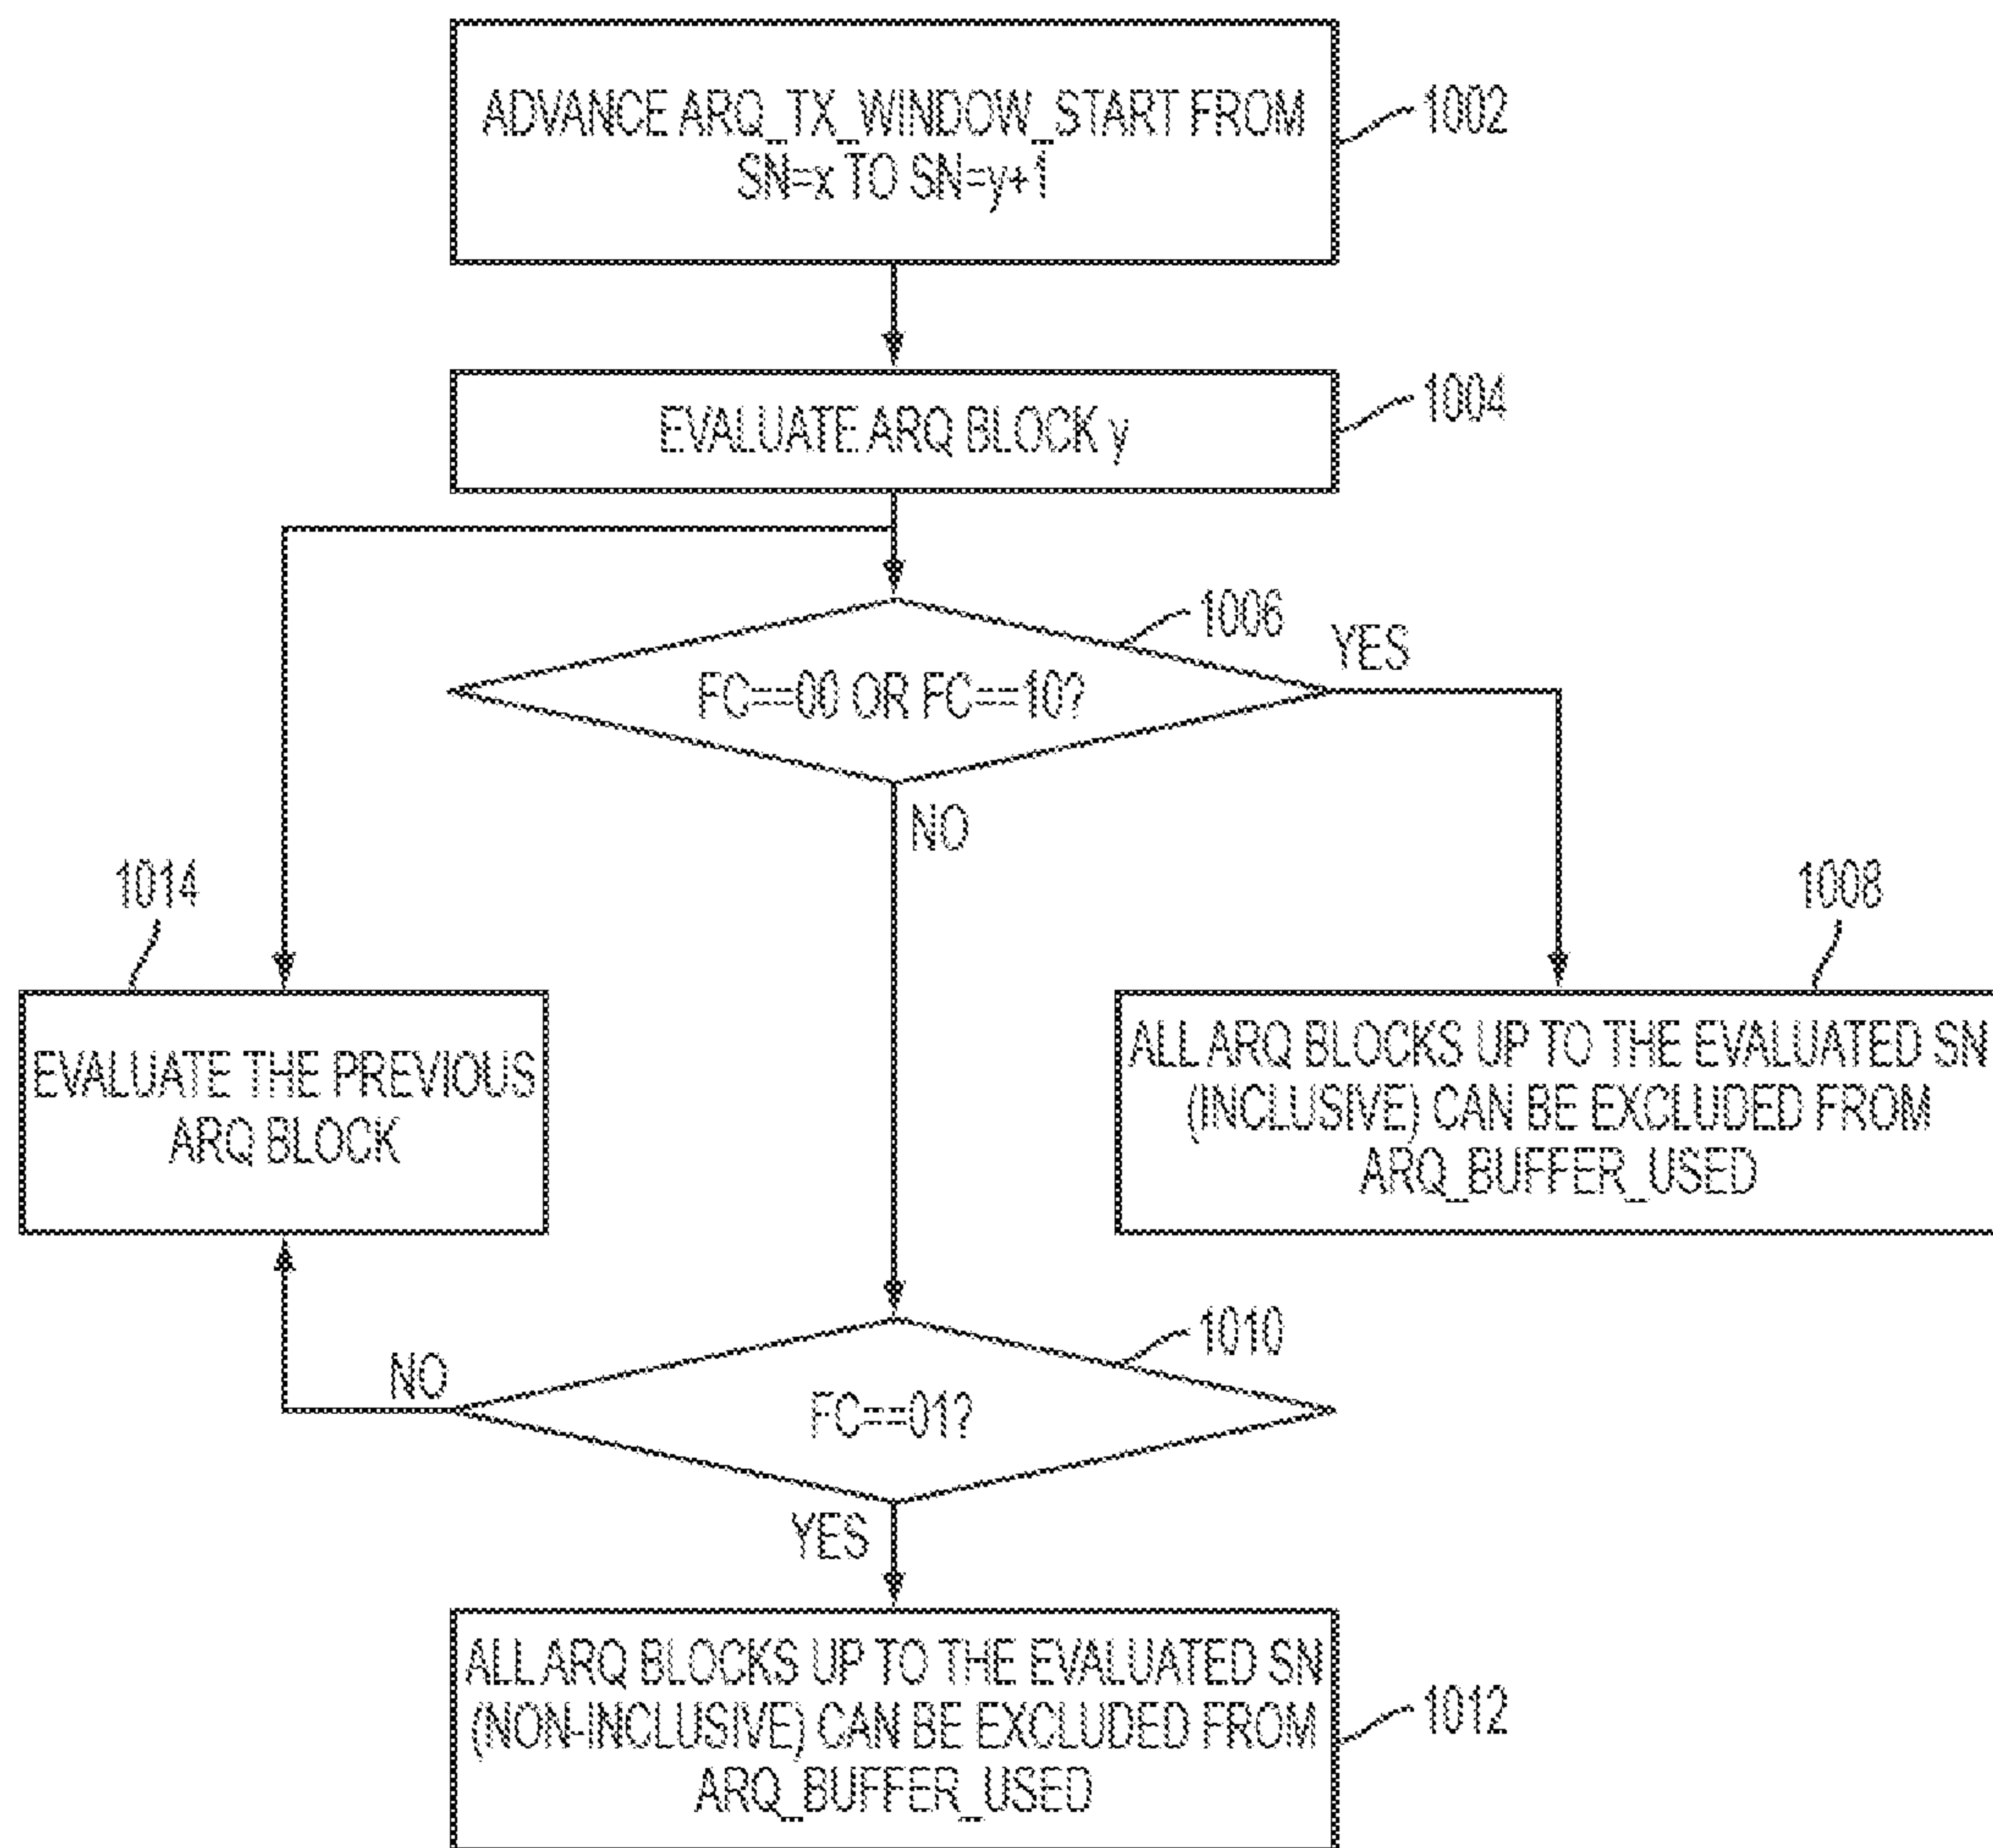 ADVANCE ARQ_TX_WINDOW_START FROM
SN=x TO SN=y+1
1002
EVALUATE ARQ BLOCK y
1004
1006
FC==00 OR FC==10?
YES
NO
1014
1008
EVALUATE THE PREVIOUS
ARQ BLOCK
ALL ARQ BLOCKS UP TO THE EVALUATED SN
(INCLUSIVE) CAN BE EXCLUDED FROM
ARQ_BUFFER_USED
1010
NO
FC==01?
YES
ALL ARQ BLOCKS UP TO THE EVALUATED SN
(NON-INCLUSIVE) CAN BE EXCLUDED FROM
ARQ_BUFFER_USED
1012